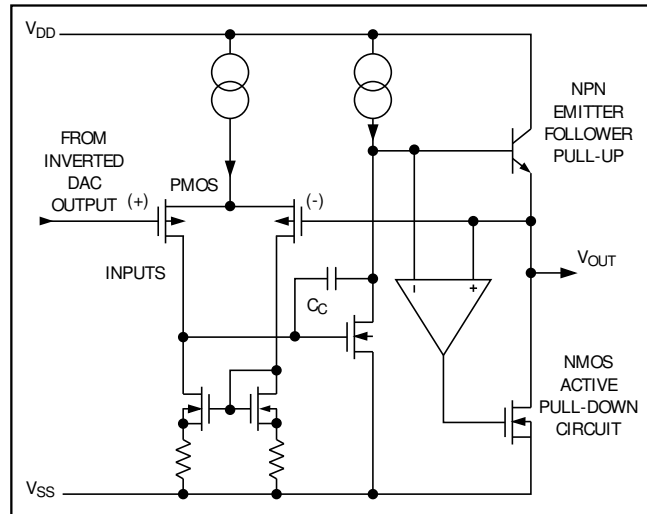 VDD
NPN
EMITTER
FOLLOWER
PULL-UP
FROM
INVERTED
DAC
OUTPUT
PMOS
(+)
(-)
INPUTS
CC
- +
VOUT
NMOS
ACTIVE
PULL-DOWN
CIRCUIT
VSS